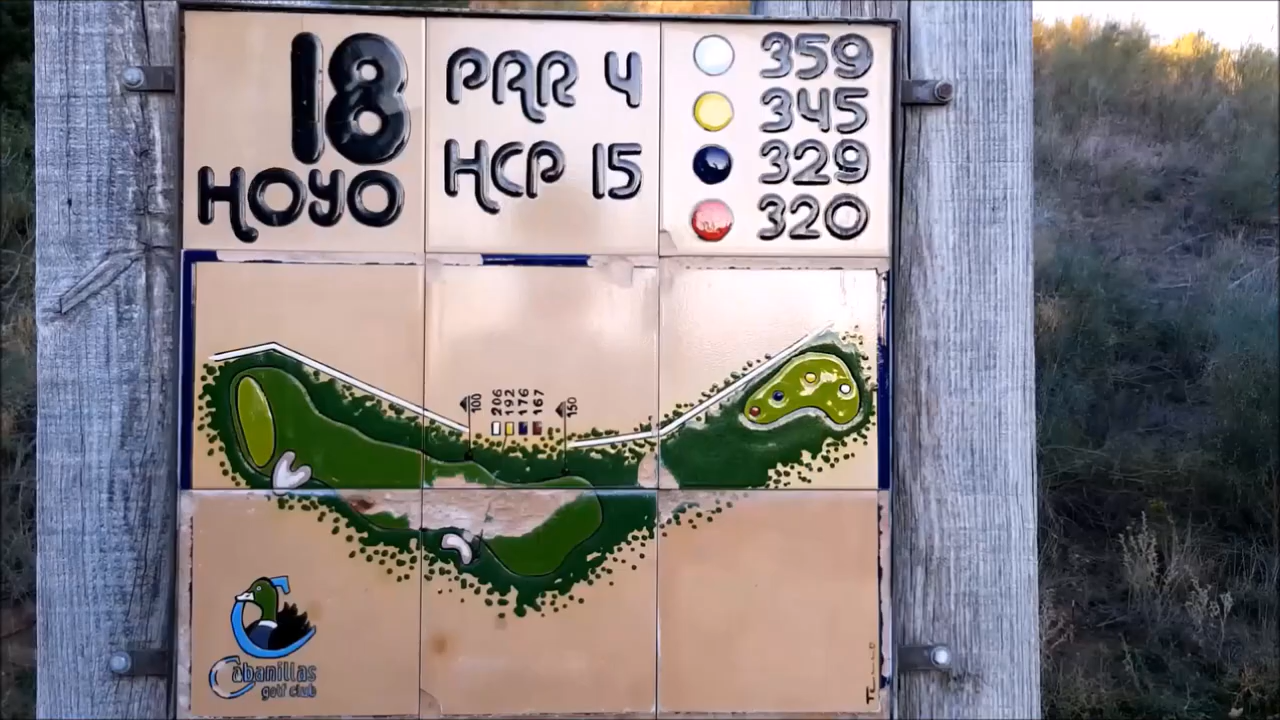 18
HOYO
PAR 4
HCP 15
359
345
329
320
100
206
192
176
167
150
Cabanillas
golf club